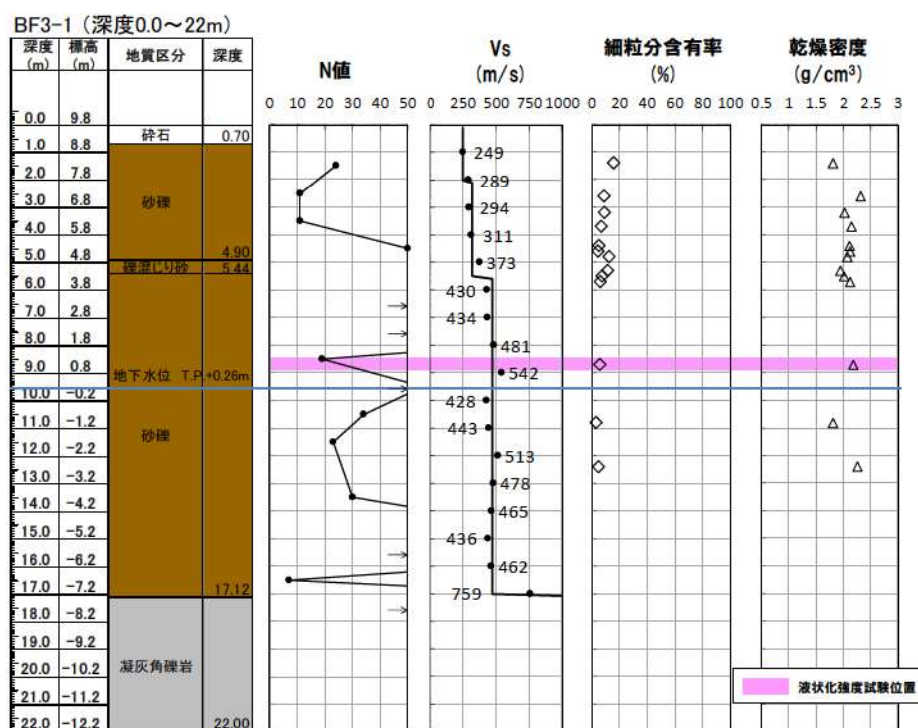 BF3-1 (深度0.0~22m)
深度 標高 地質区分 深度
(m) (m)
N値
Vs
(m/s)
細粒分含有率
(%)
乾燥密度
(g/cm³)
0 10 20 30 40 50
0 250 500 750 1000
0 20 40 60 80 100
0.5 1 1.5 2 2.5 3
0.0 9.8
砕石 0.70
1.0 8.8
249
2.0 7.8
289
3.0 6.8 砂礫
294
4.0 5.8
311
4.90
5.0 4.8
礫混じり砂 5.44
373
6.0 3.8
430
7.0 2.8
434
8.0 1.8
481
9.0 0.8
地下水位 T.P.+0.26m
542
10.0 -0.2
428
11.0 -1.2
443
砂礫
12.0 -2.2
513
13.0 -3.2
478
14.0 -4.2
465
15.0 -5.2
436
16.0 -6.2
462
17.0 -7.2 17.12
759
18.0 -8.2
19.0 -9.2
20.0 -10.2 凝灰角礫岩
21.0 -11.2
液状化強度試験位置
22.0 -12.2 22.00